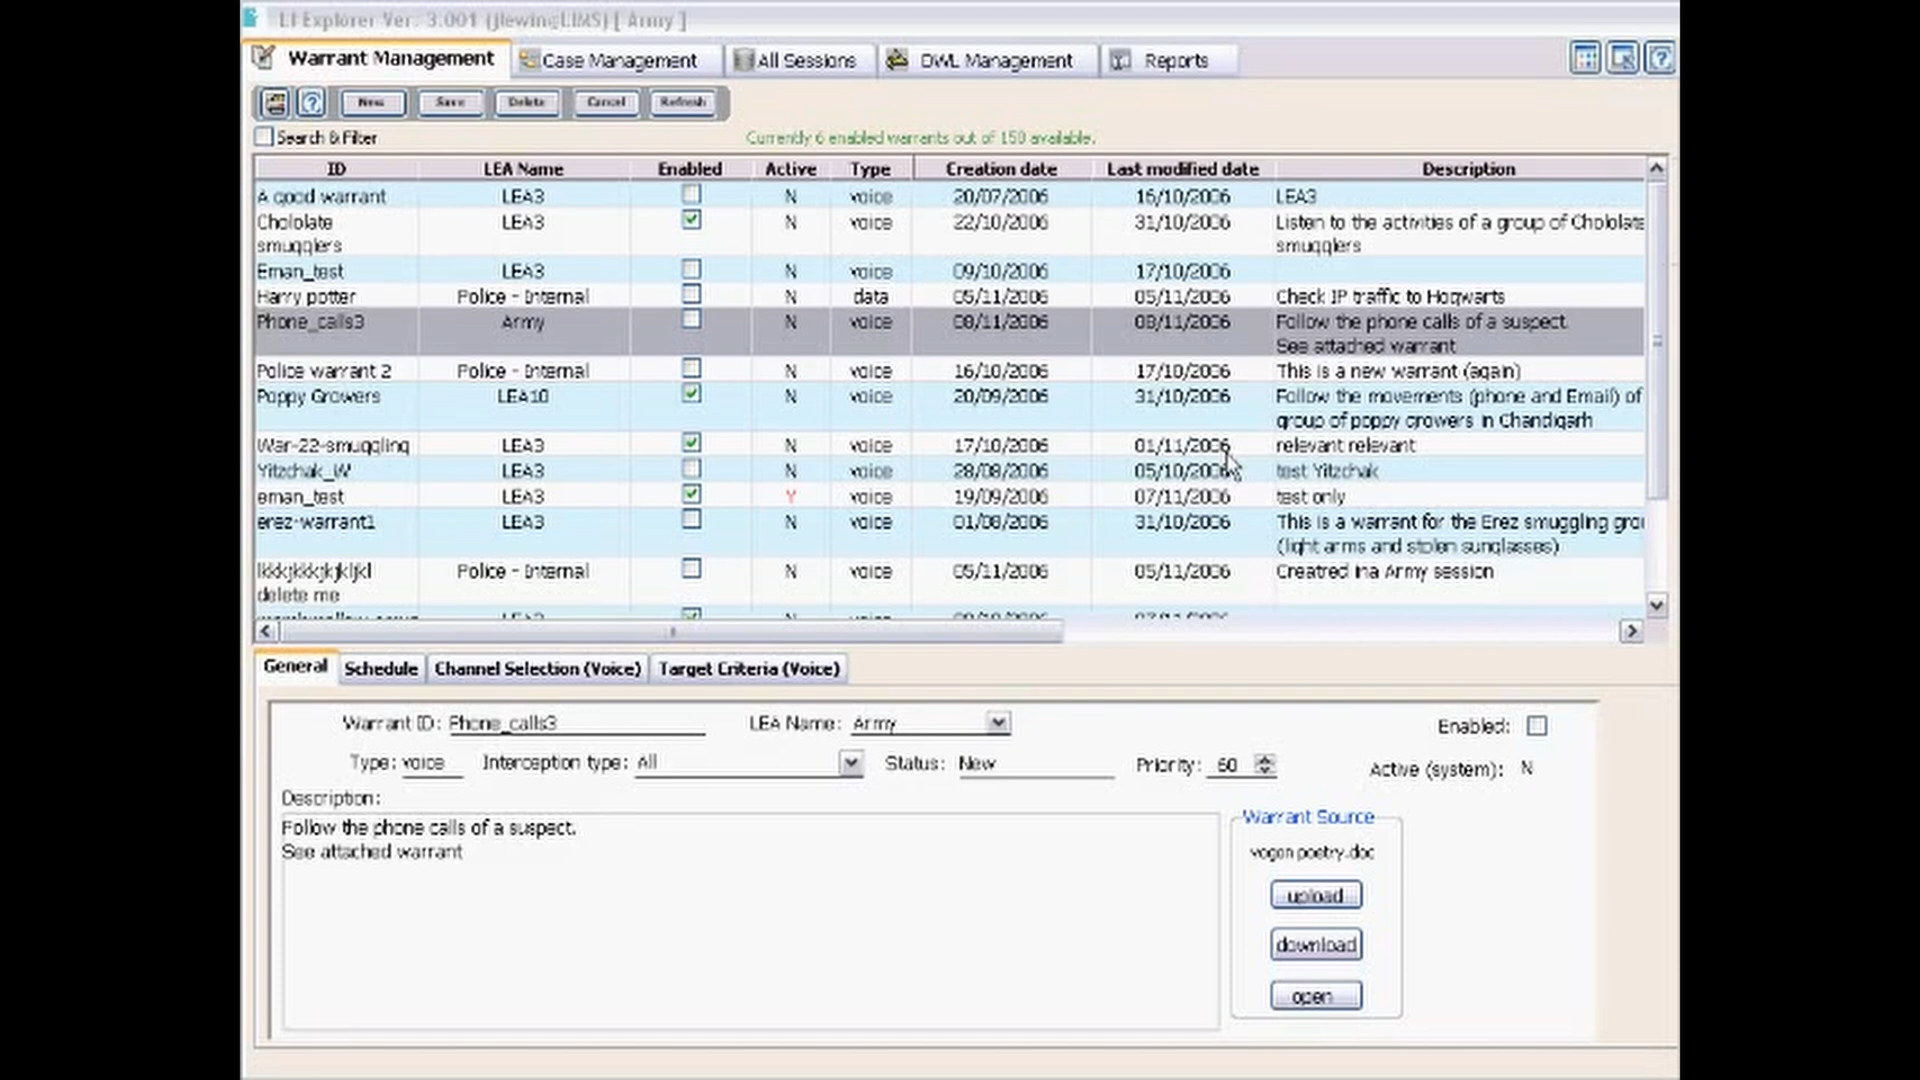 LI Explorer Ver: 3.001 (jlewing@LIMS) [ Army ]
Warrant Management Case Management All Sessions DWL Management Reports
New Save Delete Cancel Refresh
Search & Filter Currently 6 enabled warrants out of 150 available.
ID LEA Name Enabled Active Type Creation date Last modified date Description
A good warrant LEA3 N voice 20/07/2006 16/10/2006 LEA3
Chololate LEA3 N voice 22/10/2006 31/10/2006 Listen to the activities of a group of Chololate
smugglers smugglers
Eman_test LEA3 N voice 09/10/2006 17/10/2006
Harry potter Police - Internal N data 05/11/2006 05/11/2006 Check IP traffic to Hogwarts
Phone_calls3 Army N voice 08/11/2006 08/11/2006 Follow the phone calls of a suspect.
See attached warrant
Police warrant 2 Police - Internal N voice 16/10/2006 17/10/2006 This is a new warrant (again)
Poppy Growers LEA10 N voice 20/09/2006 31/10/2006 Follow the movements (phone and Email) of
group of poppy growers in Chandigarh
War-22-smuggling LEA3 N voice 17/10/2006 01/11/2006 relevant relevant
Yitzchak_W LEA3 N voice 28/08/2006 05/10/2006 test Yitzchak
eman_test LEA3 Y voice 19/09/2006 07/11/2006 test only
erez-warrant1 LEA3 N voice 01/08/2006 31/10/2006 This is a warrant for the Erez smuggling grou
(light arms and stolen sunglasses)
Police - Internal N voice 05/11/2006 05/11/2006 Creatred ina Army session
delete me
General Schedule Channel Selection (Voice) Target Criteria (Voice)
Warrant ID: Phone_calls3 LEA Name: Army Enabled:
Type: voice Interception type: All Status: New Priority: 60 Active (system): N
Description:
Follow the phone calls of a suspect.
See attached warrant
Warrant Source
vogon poetry.doc
upload
download
open